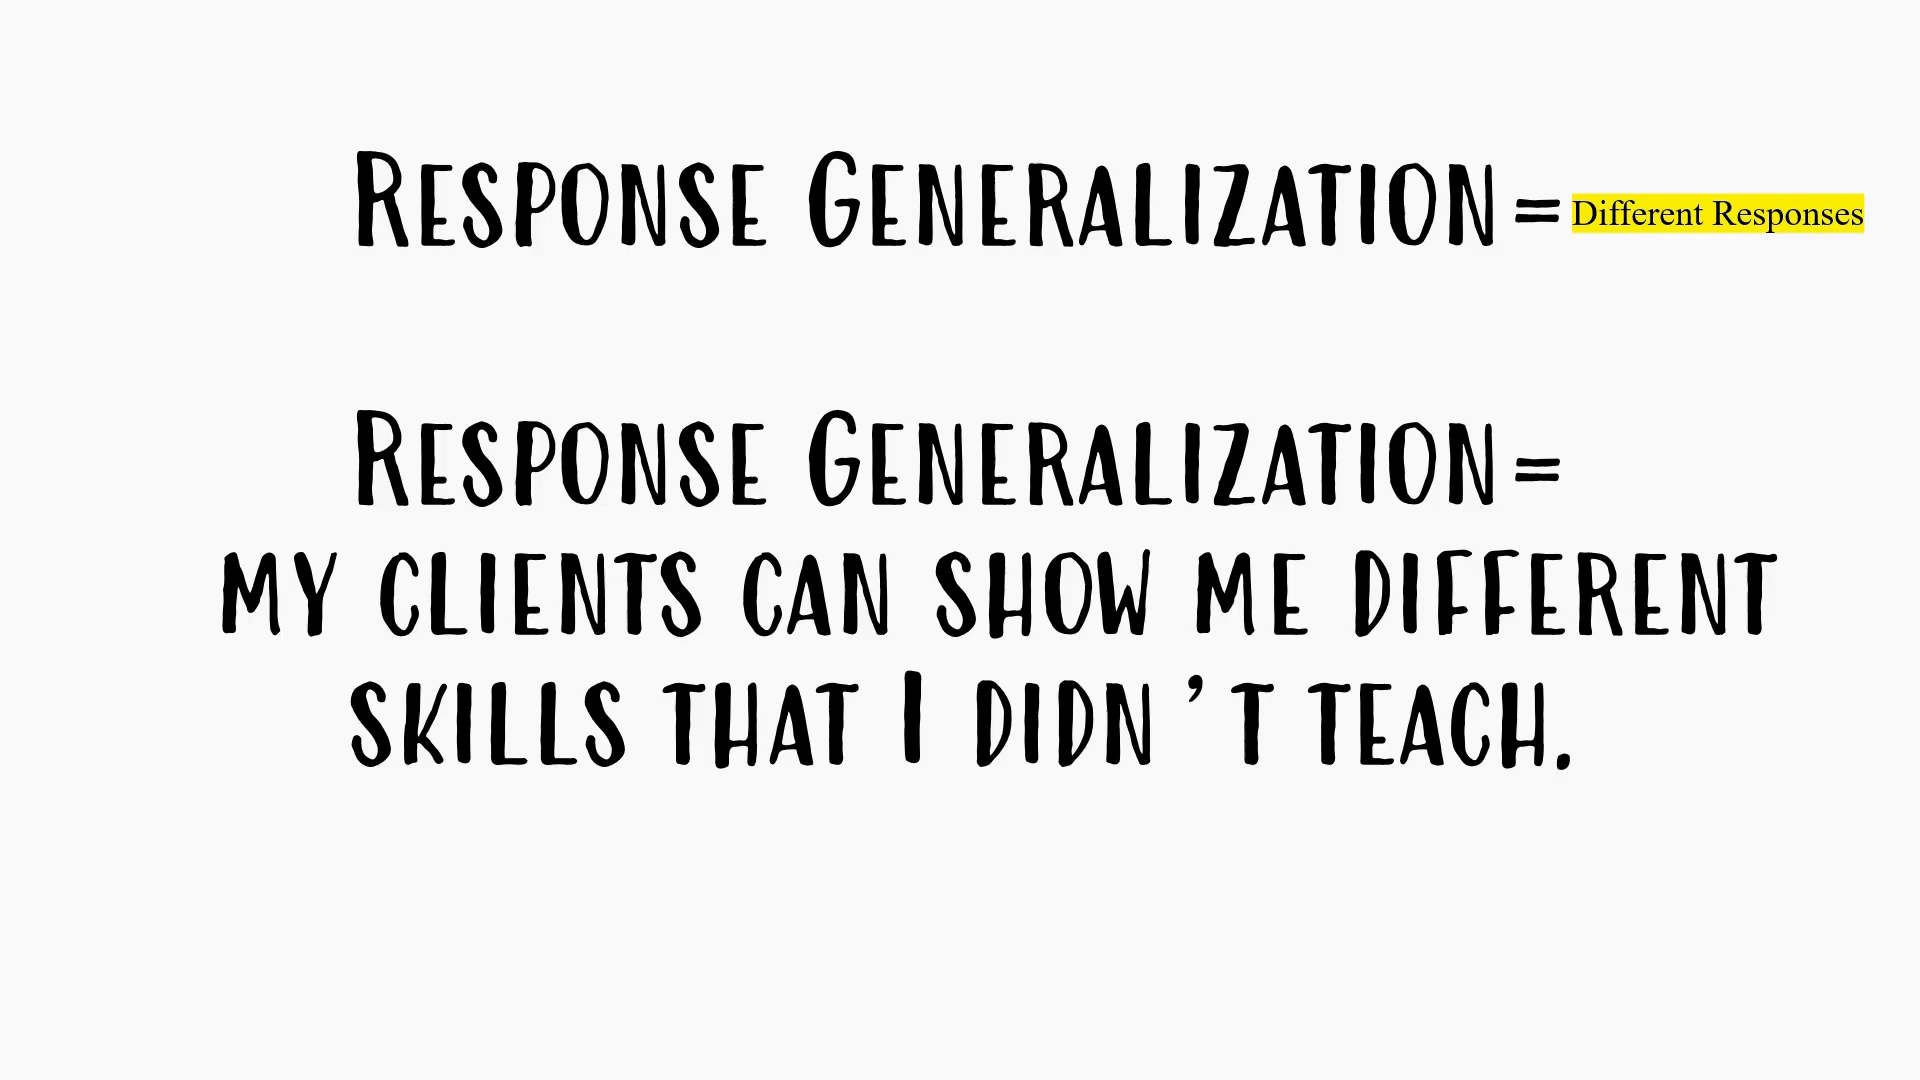 Response Generalization = Different Responses
Response Generalization =
my clients can show me different
skills that I didn't teach.